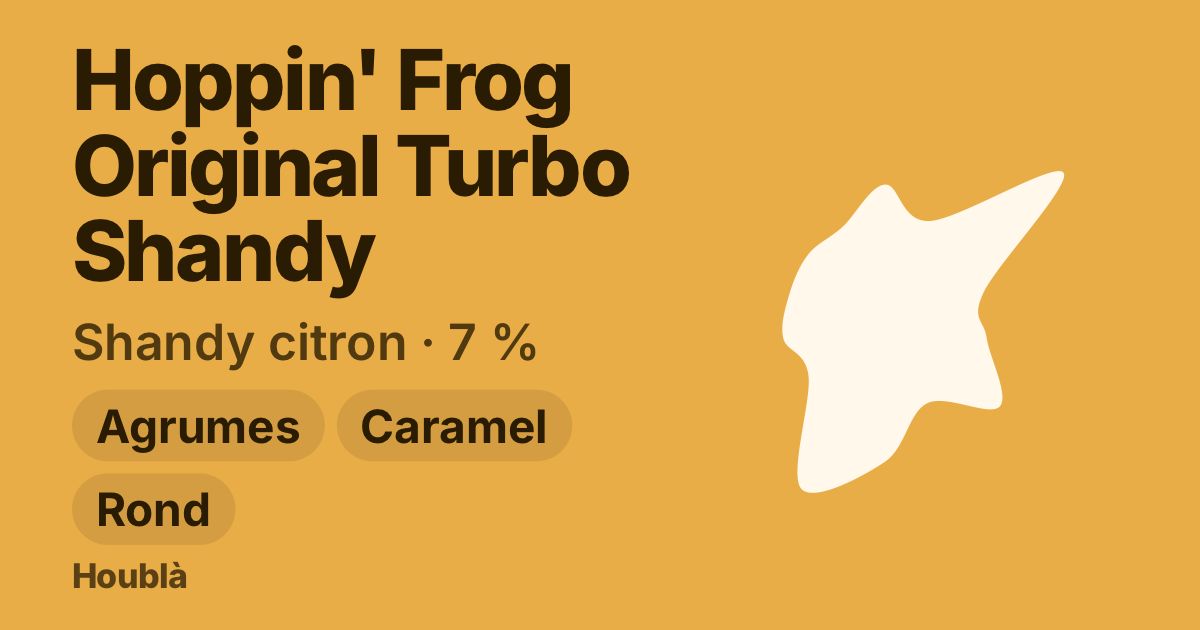 Hoppin' Frog
Original Turbo
Shandy
Shandy citron · 7 %
Agrumes Caramel
Rond
Houblà